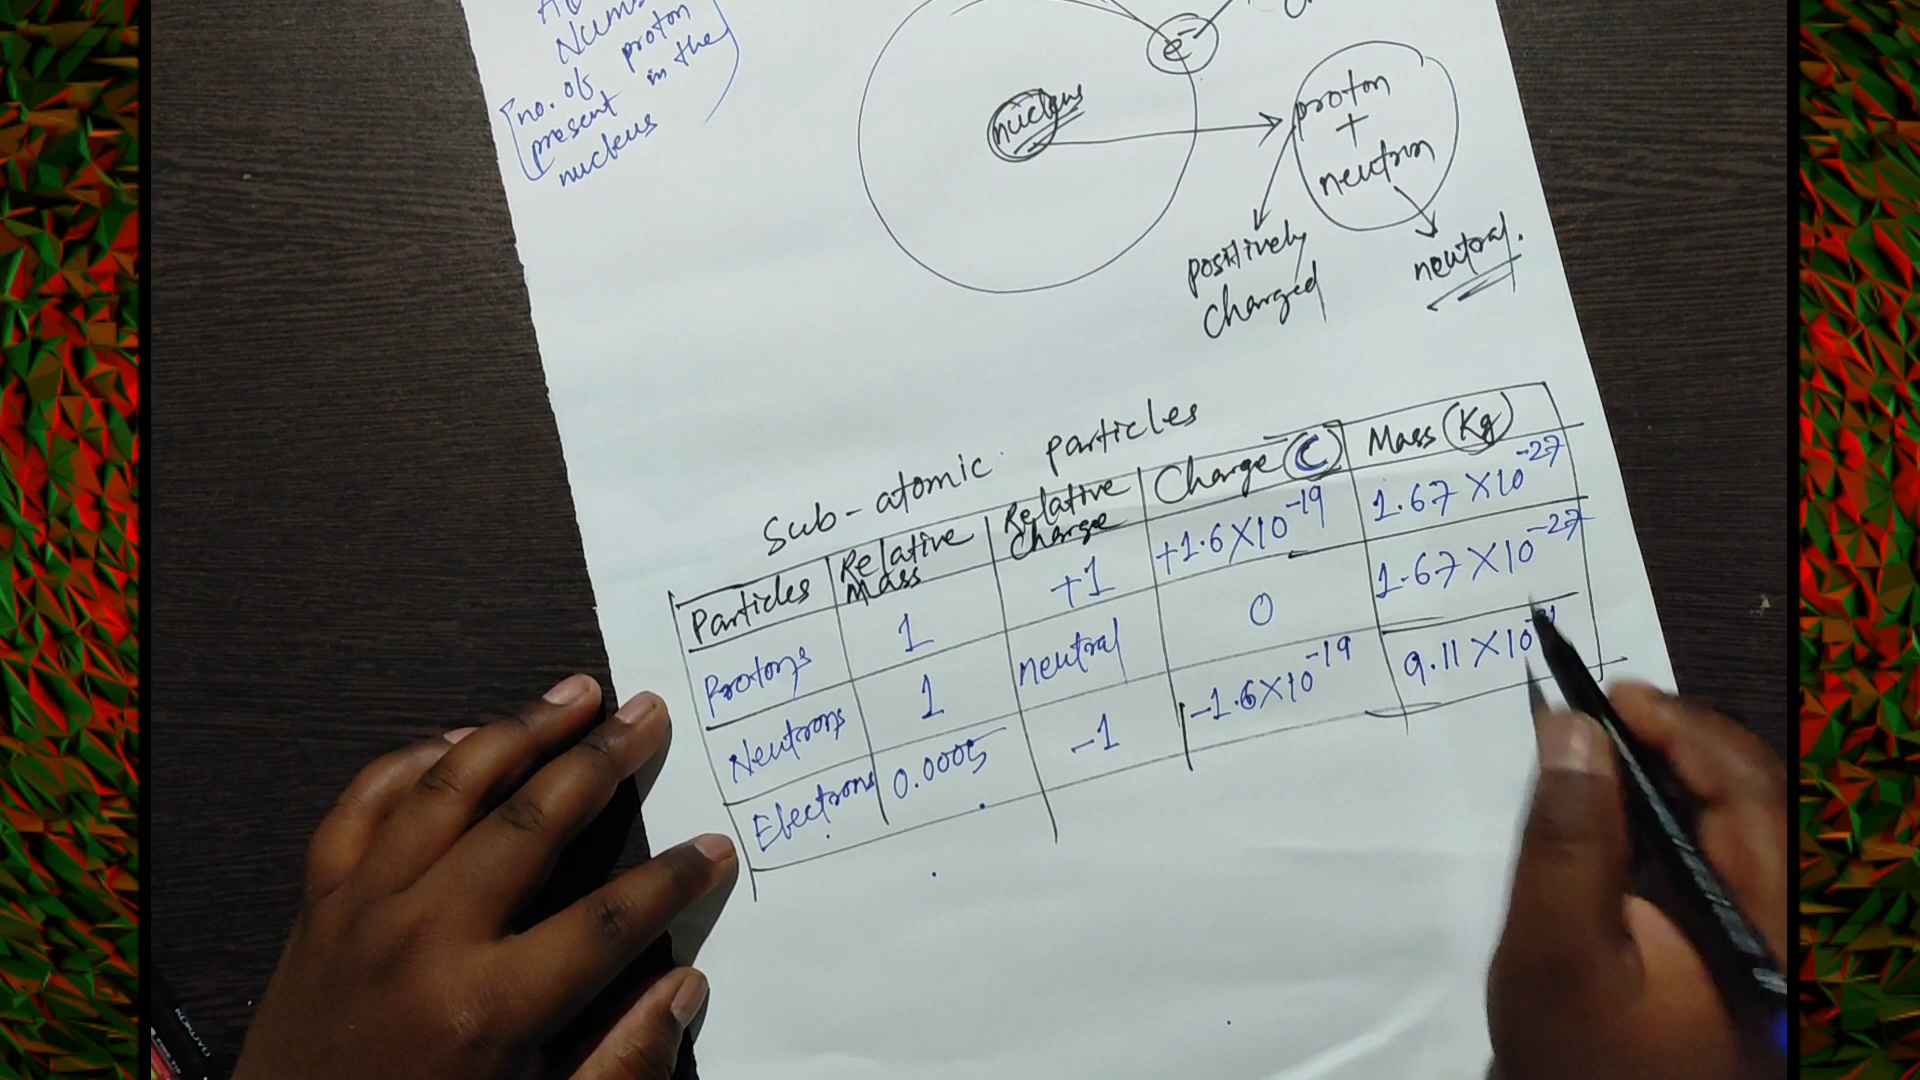 no. of proton
present in the
nucleus
nucleus
e⁻
proton
+
neutron
positively
charged
neutral.
Sub-atomic particles
Particles Relative Mass Relative Charge Charge (C) Mass (Kg)
Protons 1 +1 +1.6×10⁻¹⁹ 1.67×10⁻²⁷
Neutrons 1 neutral 0 1.67×10⁻²⁷
Electrons 0.0005 -1 -1.6×10⁻¹⁹ 9.11×10
KOKUYO